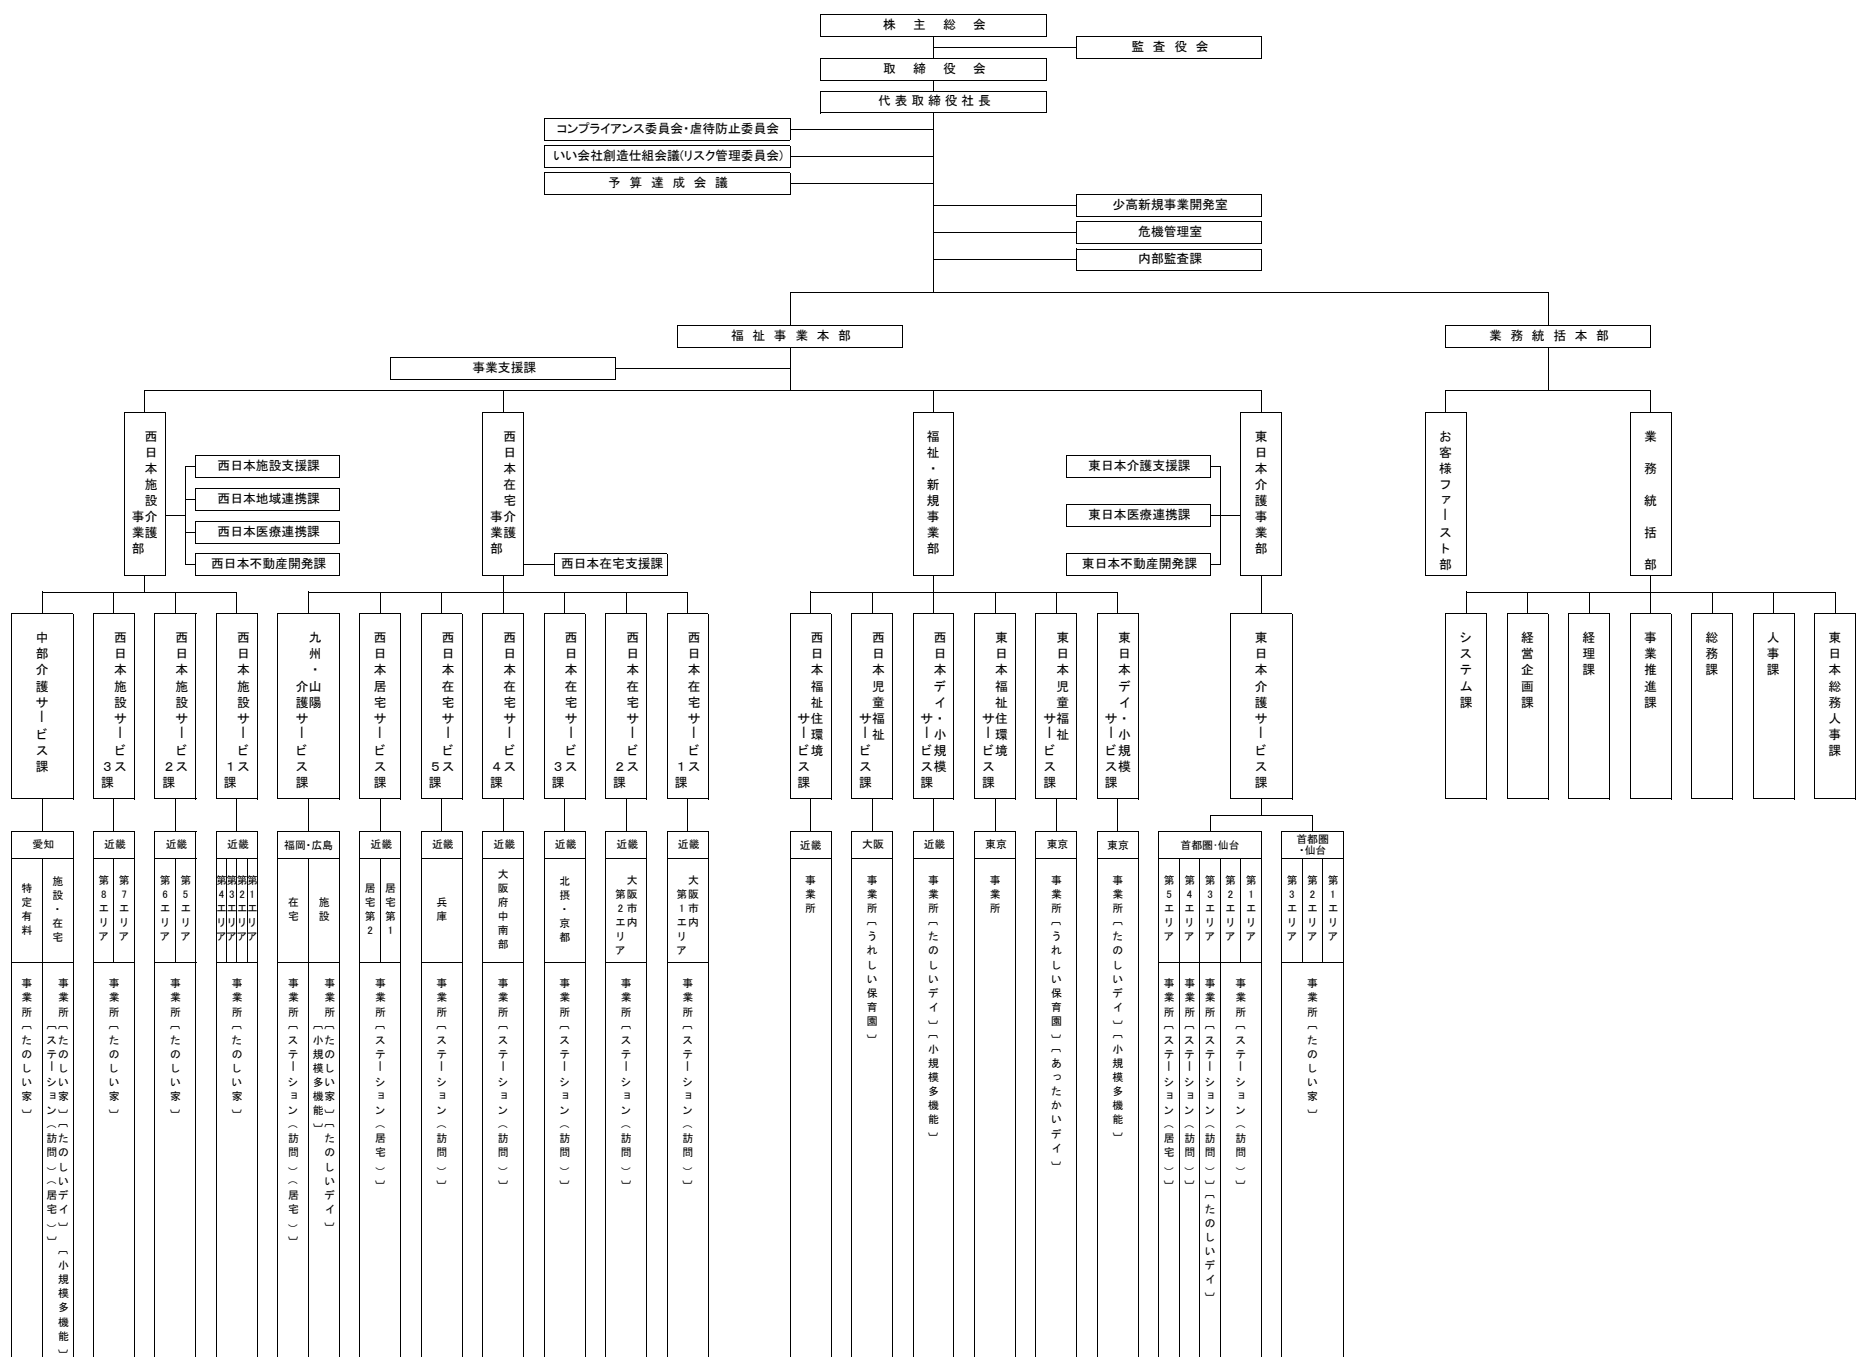 株主総会
監査役会
取締役会
代表取締役社長
コンプライアンス委員会・虐待防止委員会
いい会社創造仕組会議(リスク管理委員会)
予算達成会議
少高新規事業開発室
危機管理室
内部監査課
福祉事業本部
業務統括本部
事業支援課
西日本施設介護
事業部
西日本施設支援課
西日本地域連携課
西日本医療連携課
西日本不動産開発課
西日本在宅介護
事業部
西日本在宅支援課
福祉・新規事業部
東日本介護支援課
東日本医療連携課
東日本不動産開発課
東日本介護事業部
お客様ファースト部
業務統括部
中部介護サービス課
西日本施設サービス
3課
西日本施設サービス
2課
西日本施設サービス
1課
九州・山陽
介護サービス課
西日本居宅サービス課
西日本在宅サービス
5課
西日本在宅サービス
4課
西日本在宅サービス
3課
西日本在宅サービス
2課
西日本在宅サービス
1課
西日本福祉住環境
サービス課
西日本児童福祉
サービス課
西日本デイ・小規模
サービス課
東日本福祉住環境
サービス課
東日本児童福祉
サービス課
東日本デイ・小規模
サービス課
東日本介護サービス課
システム課
経営企画課
経理課
事業推進課
総務課
人事課
東日本総務人事課
愛知
近畿
近畿
近畿
福岡・広島
近畿
近畿
近畿
近畿
近畿
近畿
近畿
大阪
近畿
東京
東京
東京
首都圏・仙台
首都圏
・仙台
特定有料
施設・在宅
第8エリア
第7エリア
第6エリア
第5エリア
第4エリア
第3エリア
第2エリア
第1エリア
在宅
施設
居宅第2
居宅第1
兵庫
大阪府中南部
北摂・京都
大阪市内
第2エリア
大阪市内
第1エリア
事業所
事業所〔うれしい保育園〕
事業所〔たのしいデイ〕〔小規模多機能〕
事業所
事業所〔うれしい保育園〕〔あったかいデイ〕
事業所〔たのしいデイ〕〔小規模多機能〕
第5エリア
第4エリア
第3エリア
第2エリア
第1エリア
第3エリア
第2エリア
第1エリア
事業所〔たのしい家〕
事業所〔たのしい家〕〔たのしいデイ〕〔小規模多機能〕
〔ステーション(訪問)(居宅)〕
事業所〔たのしい家〕
事業所〔たのしい家〕
事業所〔たのしい家〕
事業所〔ステーション(訪問)(居宅)〕
事業所〔たのしい家〕〔たのしいデイ〕
〔小規模多機能〕
事業所〔ステーション(居宅)〕
事業所〔ステーション(訪問)〕
事業所〔ステーション(訪問)〕
事業所〔ステーション(訪問)〕
事業所〔ステーション(訪問)〕
事業所〔ステーション(訪問)〕
事業所〔ステーション(居宅)〕
事業所〔ステーション(訪問)〕
事業所〔ステーション(訪問)〕〔たのしいデイ〕
事業所〔ステーション(訪問)〕
事業所〔たのしい家〕